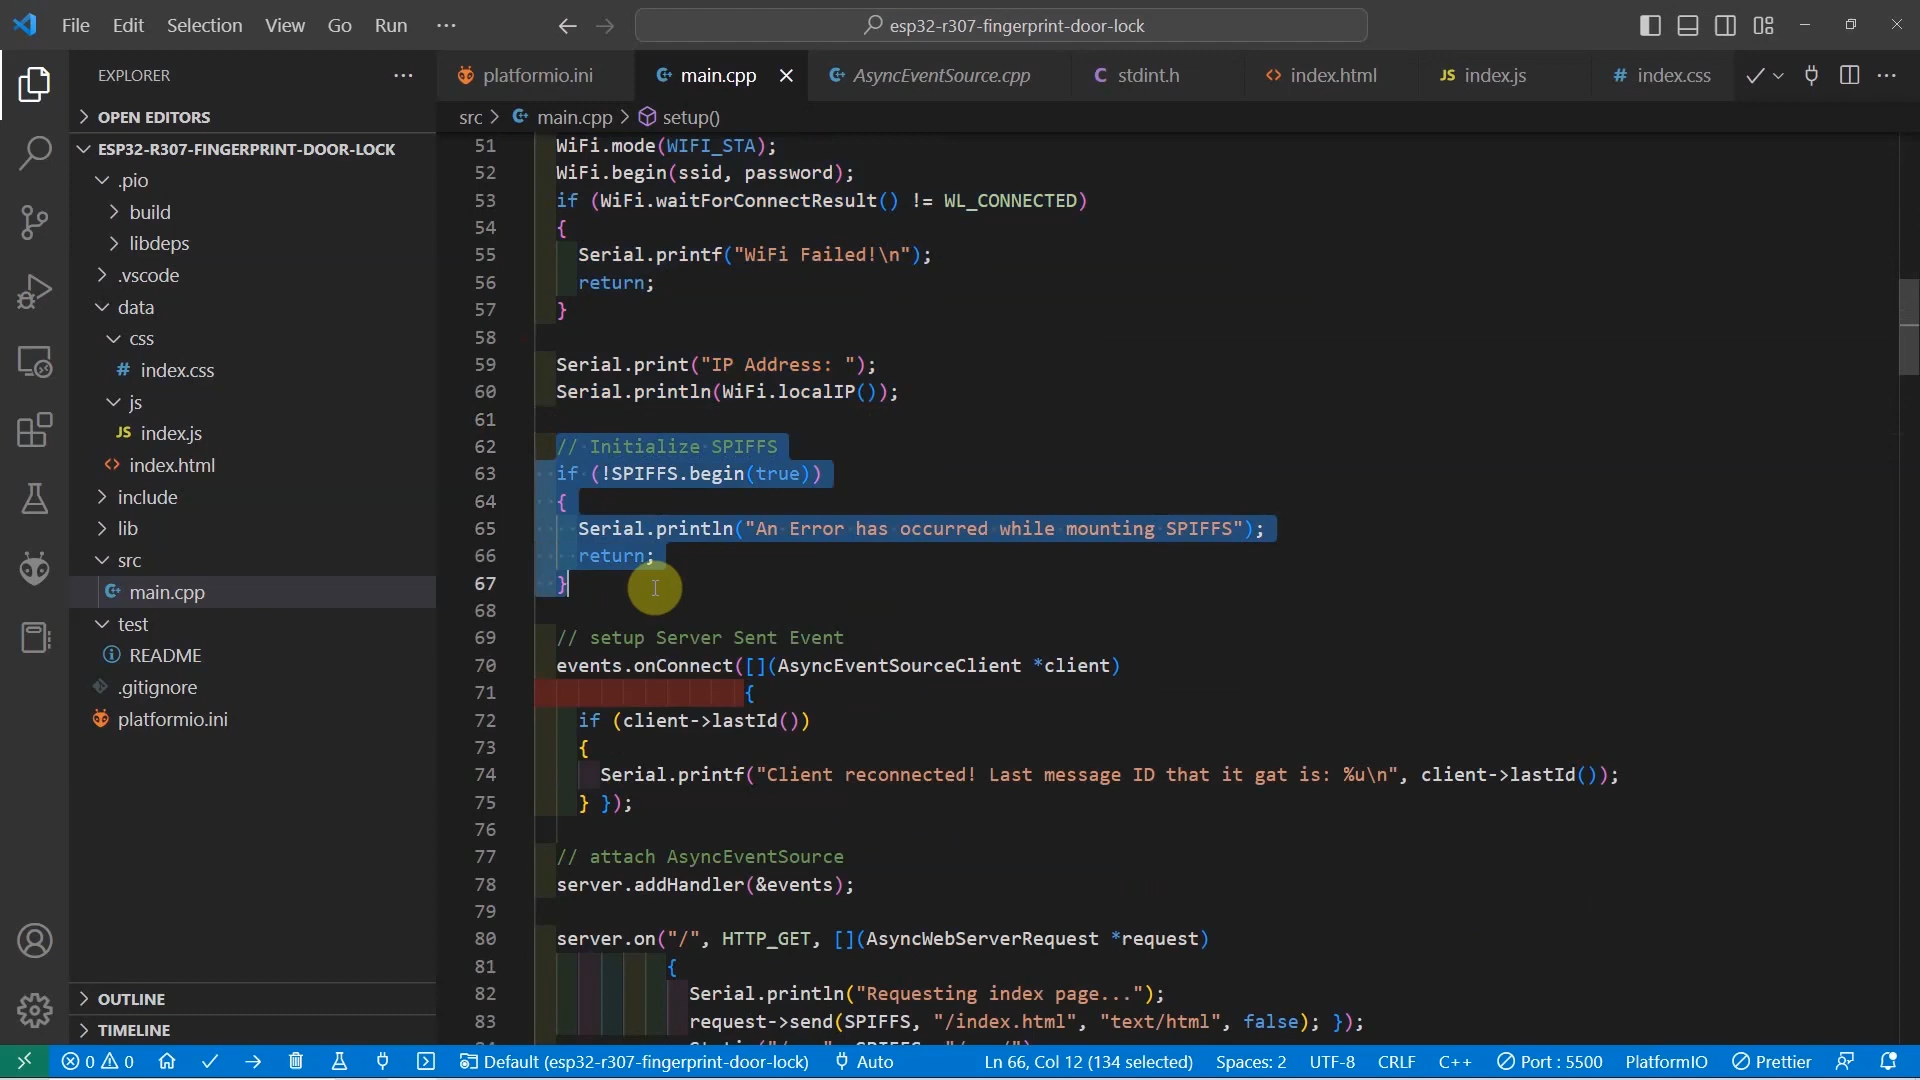 File Edit Selection View Go Run ···
esp32-r307-fingerprint-door-lock
EXPLORER ···
OPEN EDITORS
ESP32-R307-FINGERPRINT-DOOR-LOCK
.pio
build
libdeps
.vscode
data
css
# index.css
js
JS index.js
<> index.html
include
lib
src
main.cpp
test
README
.gitignore
platformio.ini
OUTLINE
TIMELINE
platformio.ini main.cpp AsyncEventSource.cpp C stdint.h <> index.html JS index.js # index.css ···
src > main.cpp > setup()
51 WiFi.mode(WIFI_STA);
52 WiFi.begin(ssid, password);
53 if (WiFi.waitForConnectResult() != WL_CONNECTED)
54 {
55 Serial.printf("WiFi Failed!\n");
56 return;
57 }
58
59 Serial.print("IP Address: ");
60 Serial.println(WiFi.localIP());
61
62 // Initialize SPIFFS
63 if (!SPIFFS.begin(true))
64 {
65 Serial.println("An Error has occurred while mounting SPIFFS");
66 return;
67 }
68
69 // setup Server Sent Event
70 events.onConnect([](AsyncEventSourceClient *client)
71 {
72 if (client->lastId())
73 {
74 Serial.printf("Client reconnected! Last message ID that it gat is: %u\n", client->lastId());
75 } });
76
77 // attach AsyncEventSource
78 server.addHandler(&events);
79
80 server.on("/", HTTP_GET, [](AsyncWebServerRequest *request)
81 {
82 Serial.println("Requesting index page...");
83 request->send(SPIFFS, "/index.html", "text/html", false); });
0 0 Default (esp32-r307-fingerprint-door-lock) Auto Ln 66, Col 12 (134 selected) Spaces: 2 UTF-8 CRLF C++ Port : 5500 PlatformIO Prettier